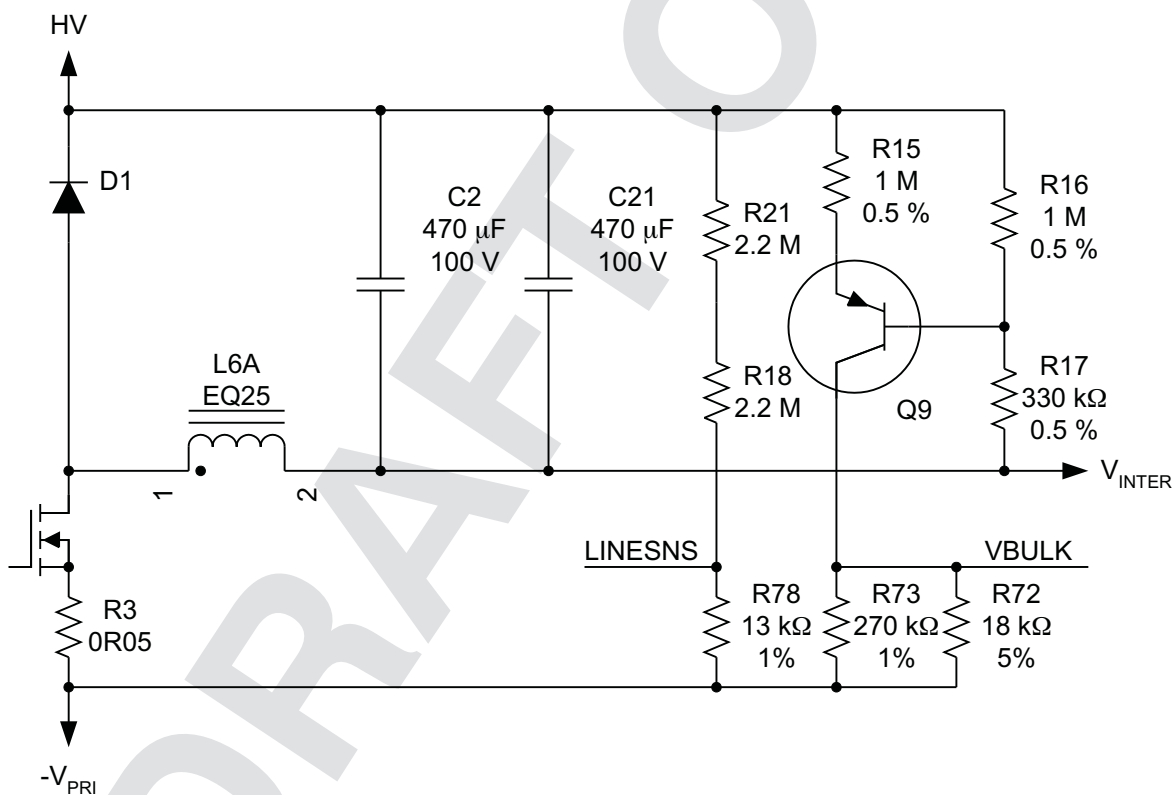 HV
D1
C2
470 μF
100 V
C21
470 μF
100 V
R21
2.2 M
R15
1 M
0.5 %
R16
1 M
0.5 %
L6A
EQ25
1
2
R18
2.2 M
Q9
R17
330 kΩ
0.5 %
V_INTER
LINESNS
VBULK
R3
0R05
R78
13 kΩ
1%
R73
270 kΩ
1%
R72
18 kΩ
5%
-V_PRI
DRAFT O